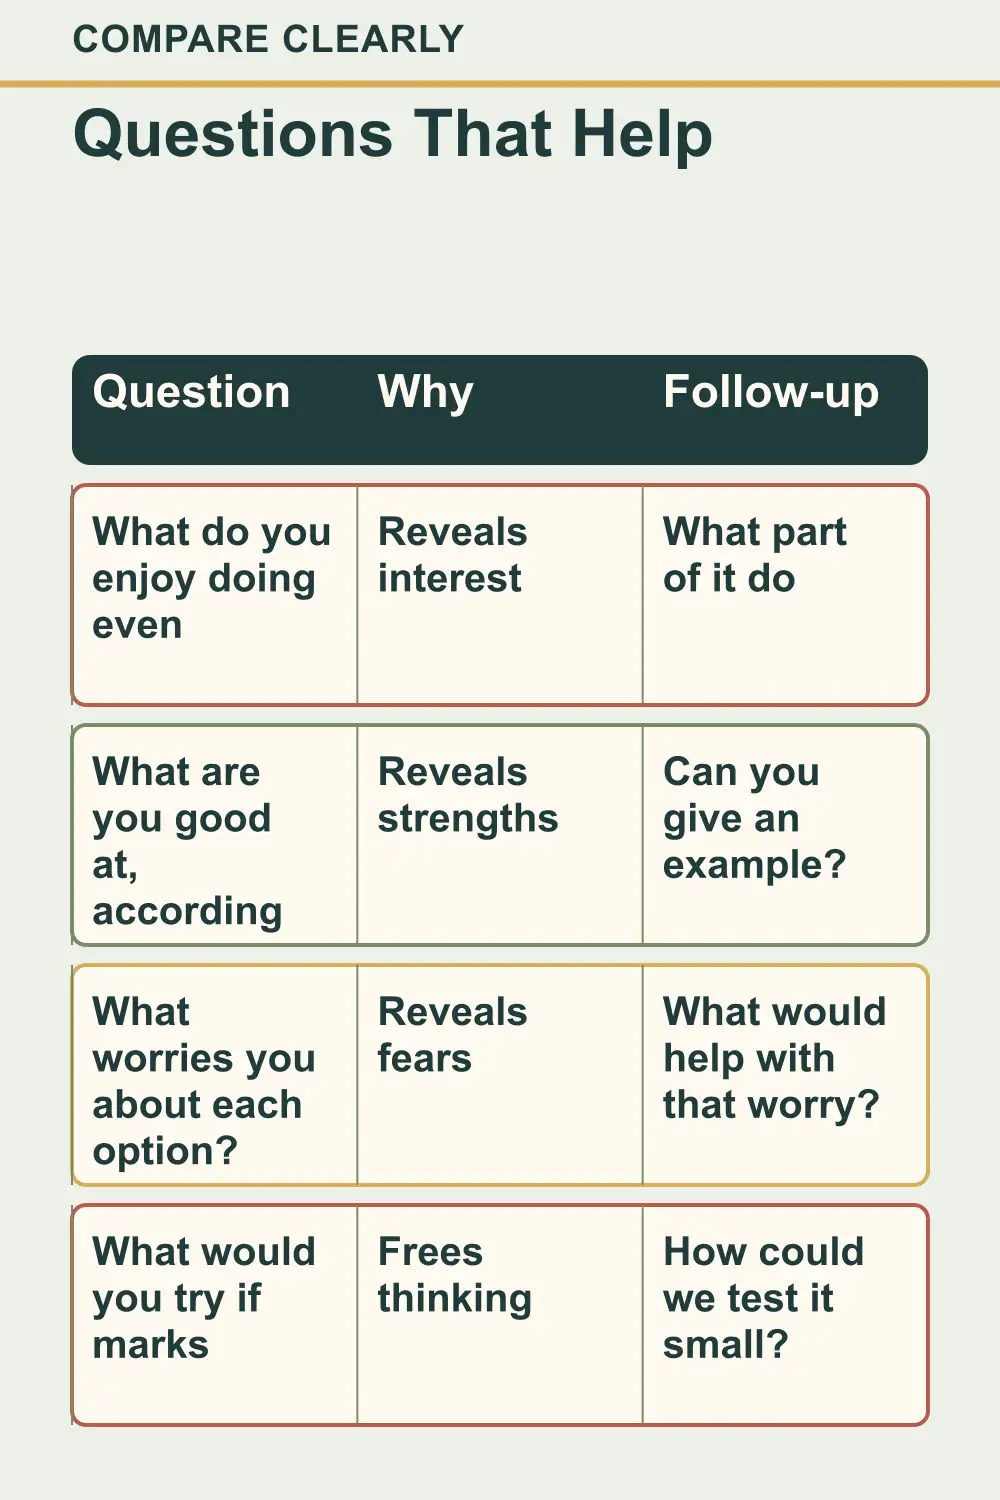 COMPARE CLEARLY
Questions That Help
Question
Why
Follow-up
What do you
enjoy doing
even
Reveals
interest
What part
of it do
What are
you good
at,
according
Reveals
strengths
Can you
give an
example?
What
worries you
about each
option?
Reveals
fears
What would
help with
that worry?
What would
you try if
marks
Frees
thinking
How could
we test it
small?